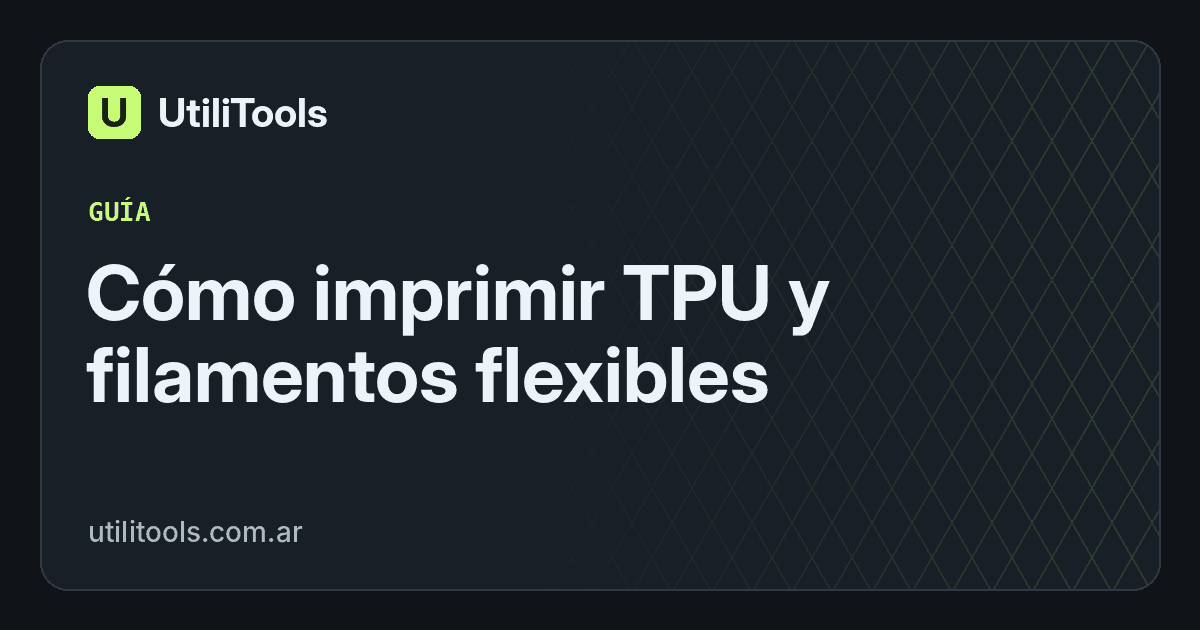 U UtiliTools
GUÍA
Cómo imprimir TPU y
filamentos flexibles
utilitools.com.ar